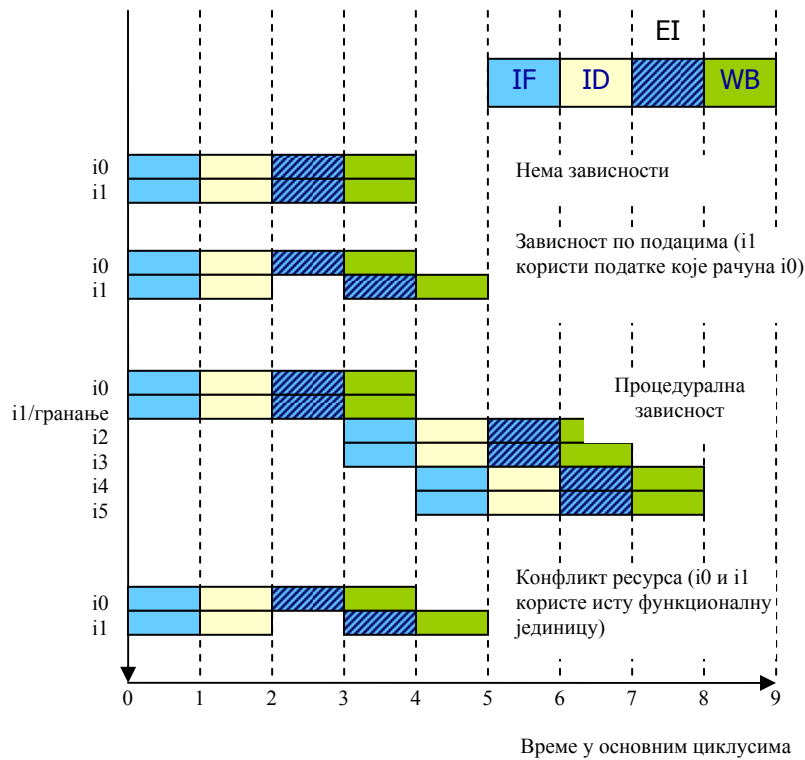 EI
IF ID WB
i0
i1
Нема зависности
Зависност по подацима (i1
користи податке које рачуна i0)
i0
i1
i0
i1/гранање
i2
i3
i4
i5
Процедурална
зависност
Конфликт ресурса (i0 и i1
користе исту функционалну
јединицу)
i0
i1
0 1 2 3 4 5 6 7 8 9
Време у основним циклусима